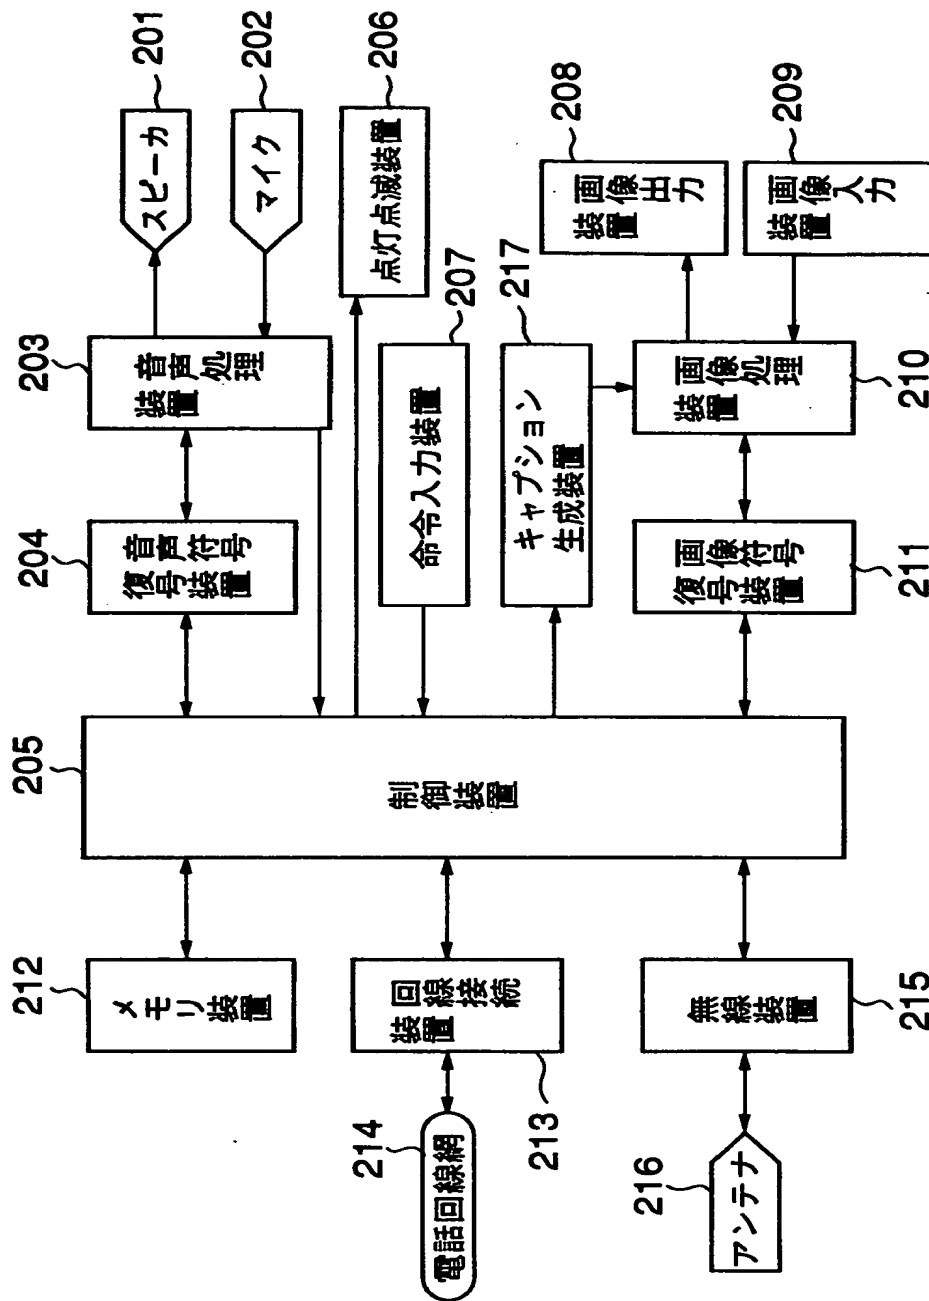 201
スピーカ
202
マイク
203
音声処理
装置
204
音声符号
復号装置
205
制御装置
206
点灯点滅装置
207
命令入力装置
217
キャプション
生成装置
208
画像出力
装置
209
画像入力
装置
210
画像処理
装置
211
画像符号
復号装置
212
メモリ装置
213
回線接続
装置
214
電話回線網
215
無線装置
216
アンテナ